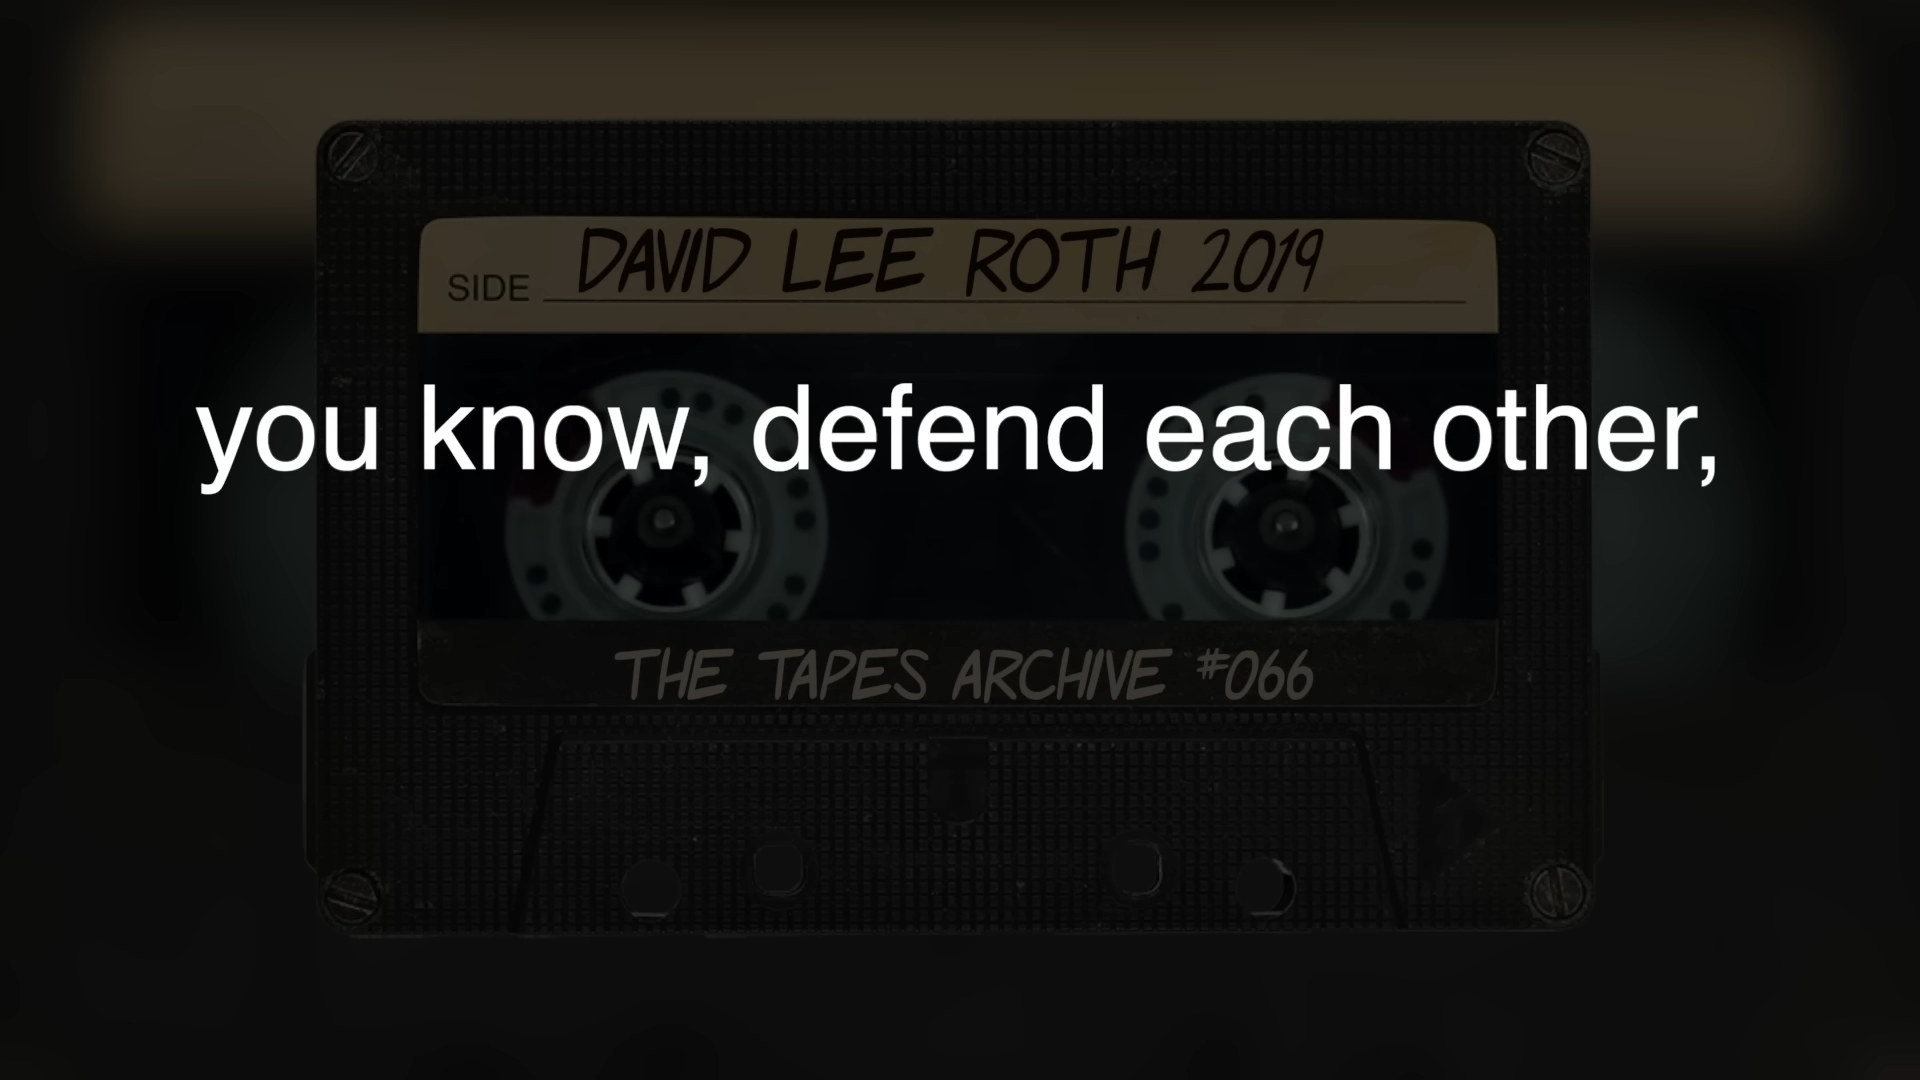 SIDE DAVID LEE ROTH 2019
you know, defend each other,
THE TAPES ARCHIVE #066